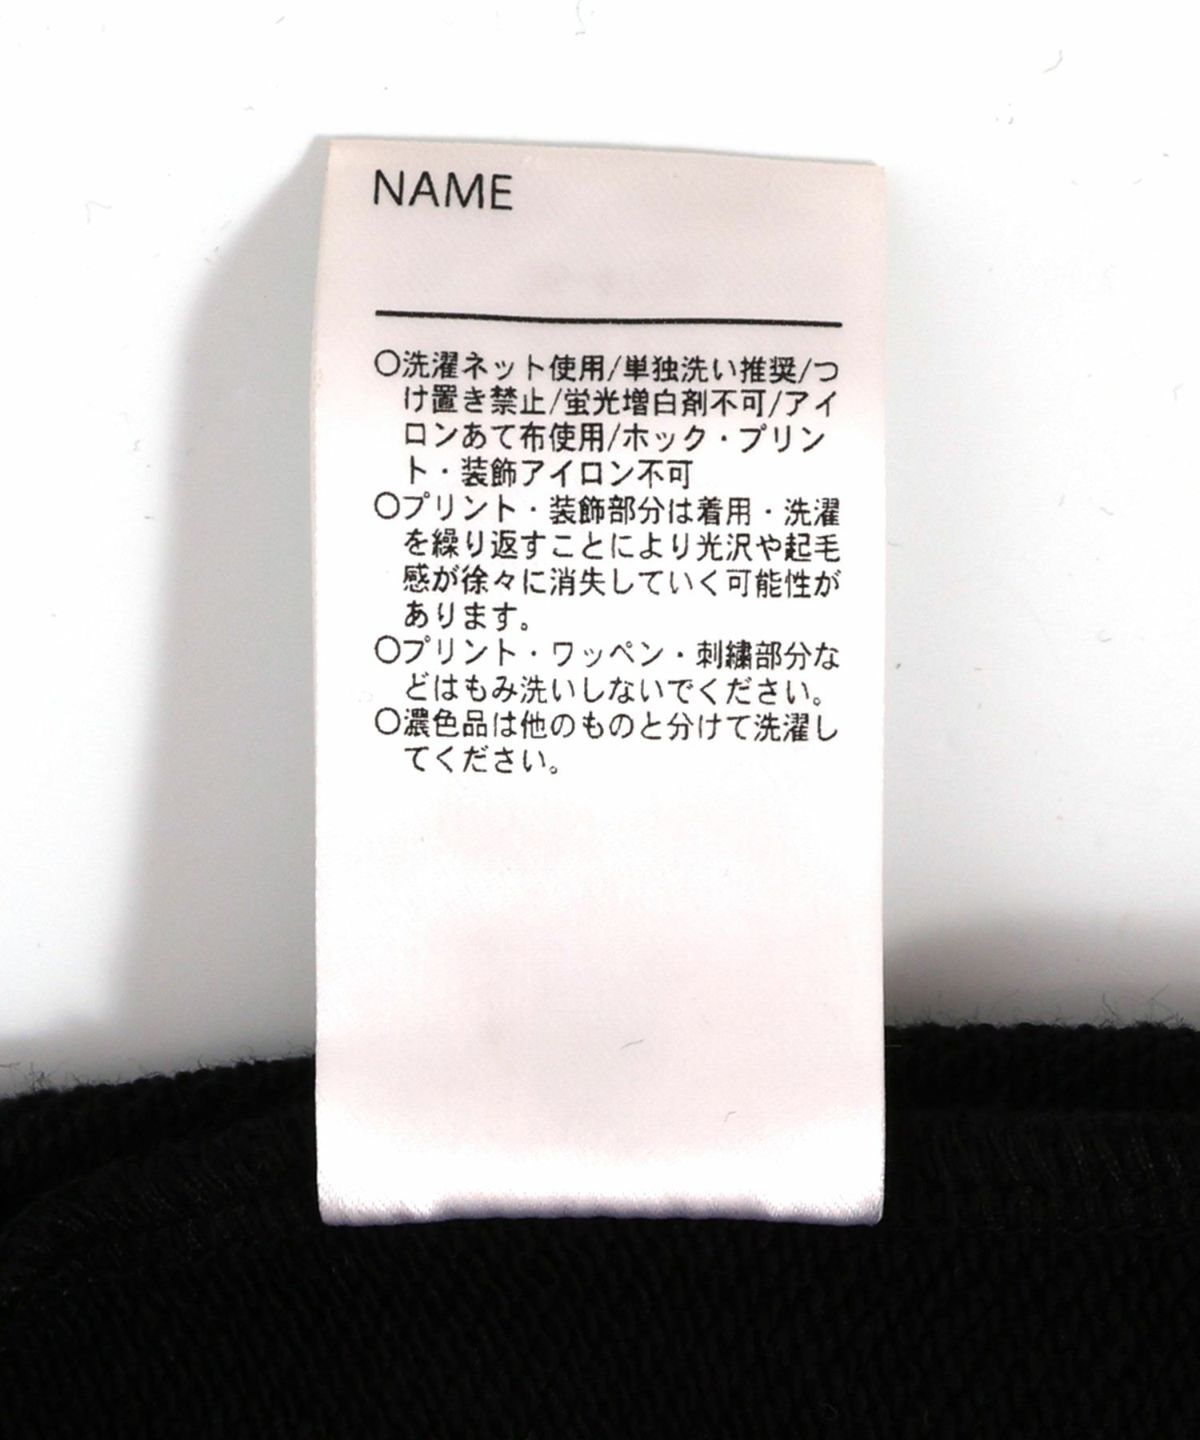 NAME
○洗濯ネット使用/単独洗い推奨/つ
け置き禁止/蛍光増白剤不可/アイ
ロンあて布使用/ホック・プリン
ト・装飾アイロン不可
○プリント・装飾部分は着用・洗濯
を繰り返すことにより光沢や起毛
感が徐々に消失していく可能性が
あります。
○プリント・ワッペン・刺繍部分な
どはもみ洗いしないでください。
○濃色品は他のものと分けて洗濯し
てください。